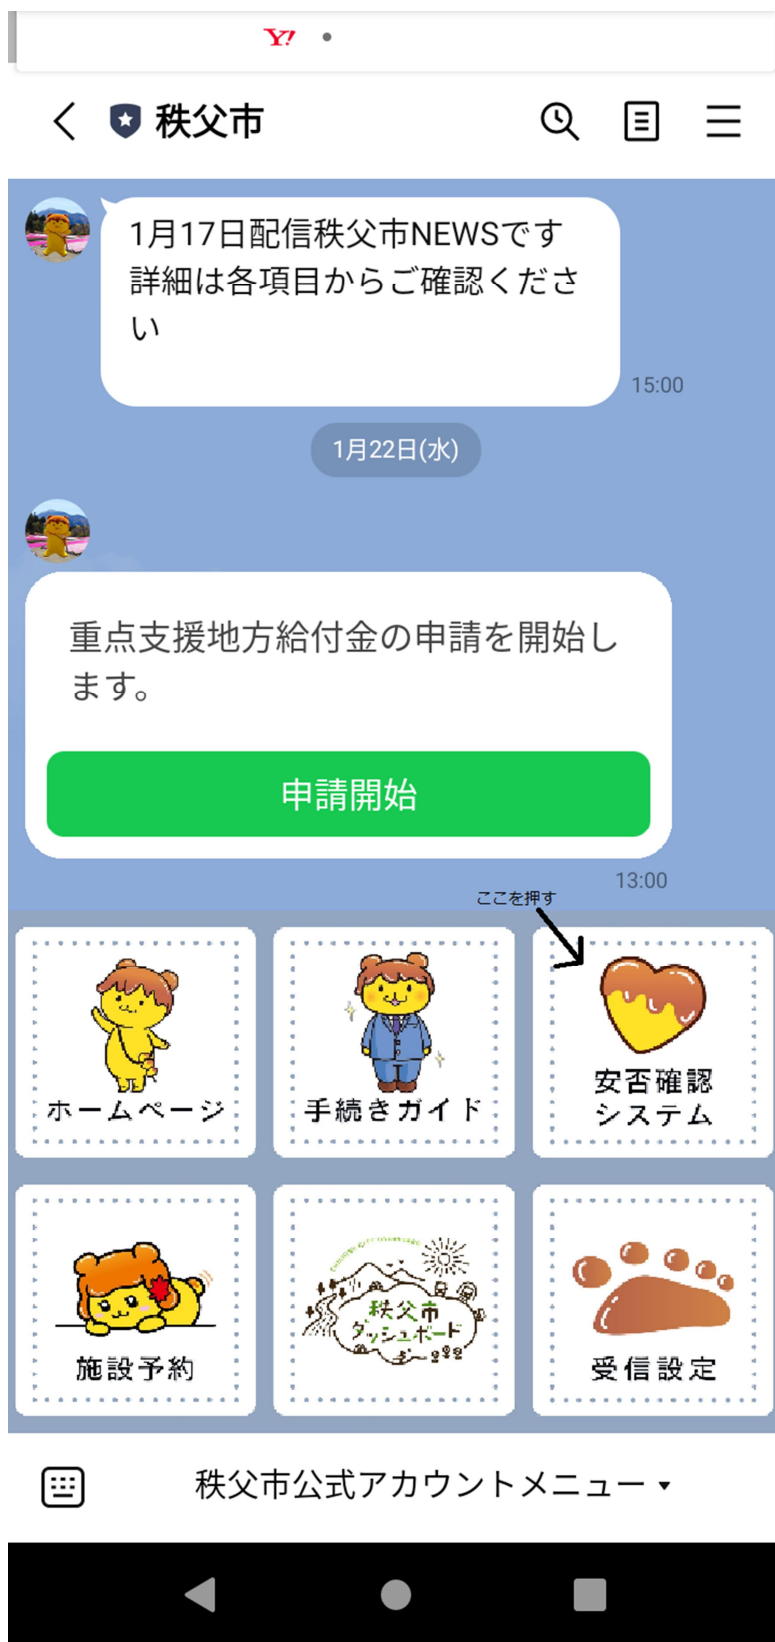 Y!
秩父市
1月17日配信秩父市NEWSです
詳細は各項目からご確認くださ
い
15:00
1月22日(水)
重点支援地方給付金の申請を開始し
ます。
申請開始
13:00
ここを押す
ホームページ
手続きガイド
安否確認
システム
施設予約
秩父市
ダッシュボード
受信設定
秩父市公式アカウントメニュー